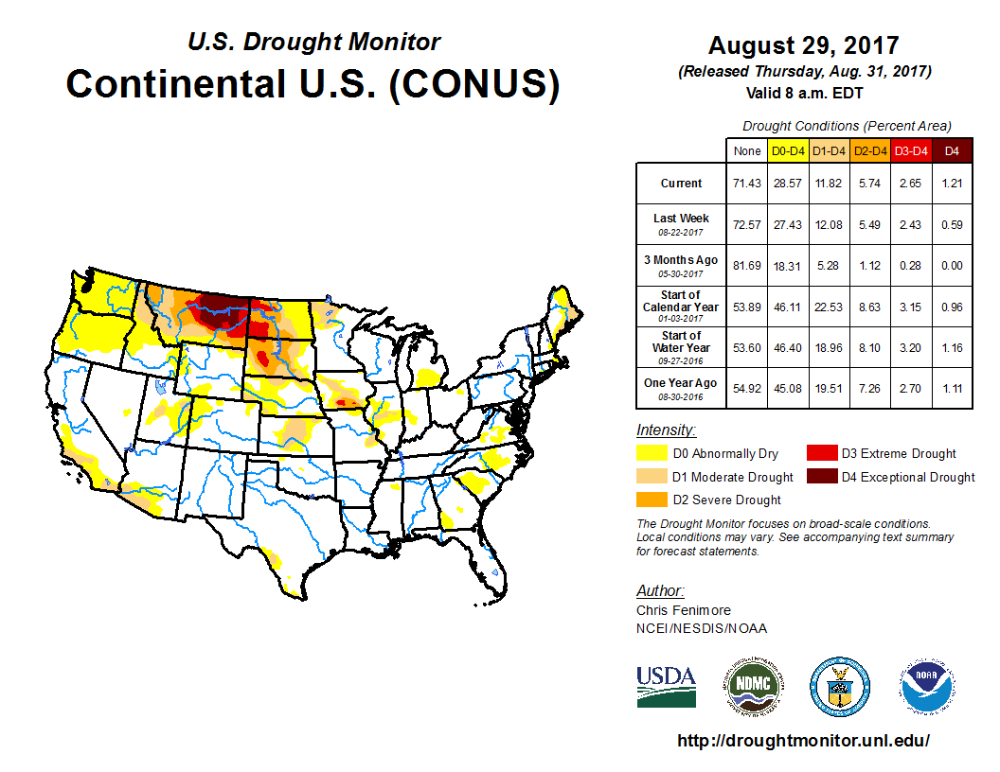 U.S. Drought Monitor
Continental U.S. (CONUS)
August 29, 2017
(Released Thursday, Aug. 31, 2017)
Valid 8 a.m. EDT
Drought Conditions (Percent Area)
None D0-D4 D1-D4 D2-D4 D3-D4 D4
Current 71.43 28.57 11.82 5.74 2.65 1.21
Last Week
08-22-2017 72.57 27.43 12.08 5.49 2.43 0.59
3 Months Ago
05-30-2017 81.69 18.31 5.28 1.12 0.28 0.00
Start of
Calendar Year
01-03-2017 53.89 46.11 22.53 8.63 3.15 0.96
Start of
Water Year
09-27-2016 53.60 46.40 18.96 8.10 3.20 1.16
One Year Ago
08-30-2016 54.92 45.08 19.51 7.26 2.70 1.11
Intensity:
D0 Abnormally Dry
D1 Moderate Drought
D2 Severe Drought
D3 Extreme Drought
D4 Exceptional Drought
The Drought Monitor focuses on broad-scale conditions.
Local conditions may vary. See accompanying text summary
for forecast statements.
Author:
Chris Fenimore
NCEI/NESDIS/NOAA
USDA
NDMC
NOAA
http://droughtmonitor.unl.edu/